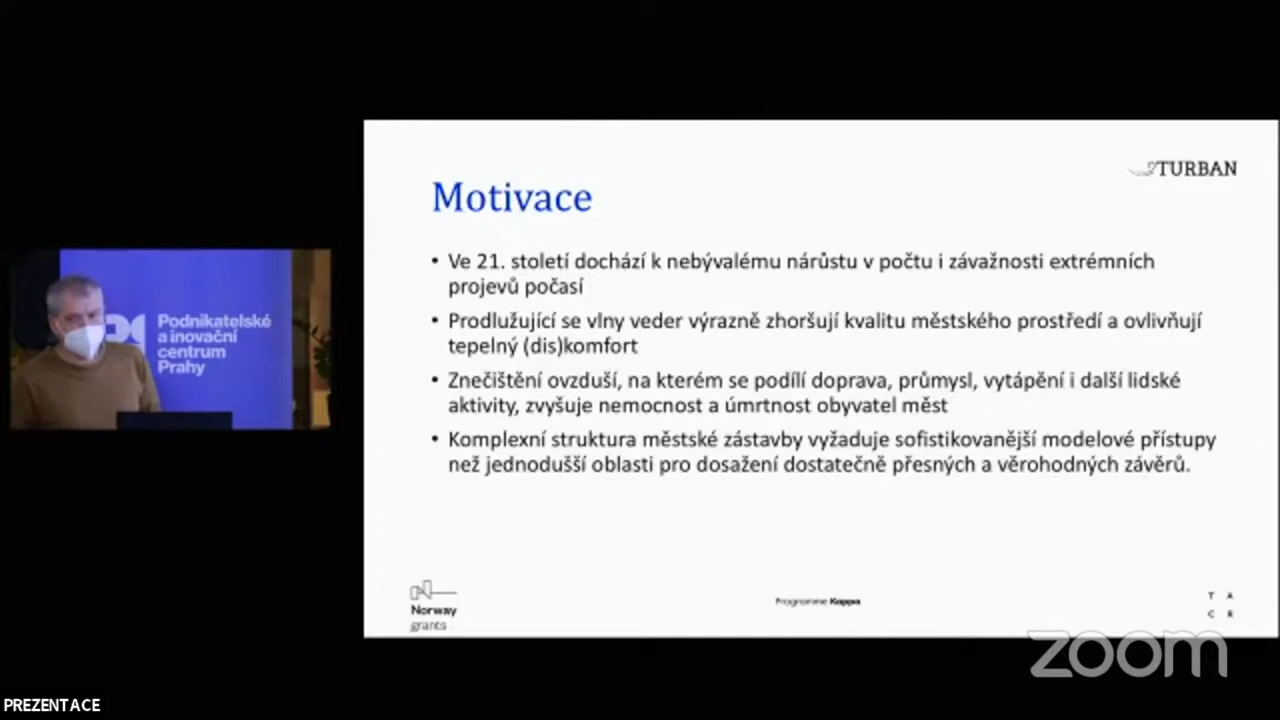 TURBAN
Motivace
• Ve 21. století dochází k nebývalému nárůstu v počtu i závažnosti extrémních
projevů počasí
• Prodlužující se vlny veder výrazně zhoršují kvalitu městského prostředí a ovlivňují
tepelný (dis)komfort
• Znečištění ovzduší, na kterém se podílí doprava, průmysl, vytápění i další lidské
aktivity, zvyšuje nemocnost a úmrtnost obyvatel měst
• Komplexní struktura městské zástavby vyžaduje sofistikovanější modelové přístupy
než jednodušší oblasti pro dosažení dostatečně přesných a věrohodných závěrů.
Podnikatelské
a inovační
centrum
Prahy
Norway
grants
Programme Kappa
T A
C R
zoom
PREZENTACE